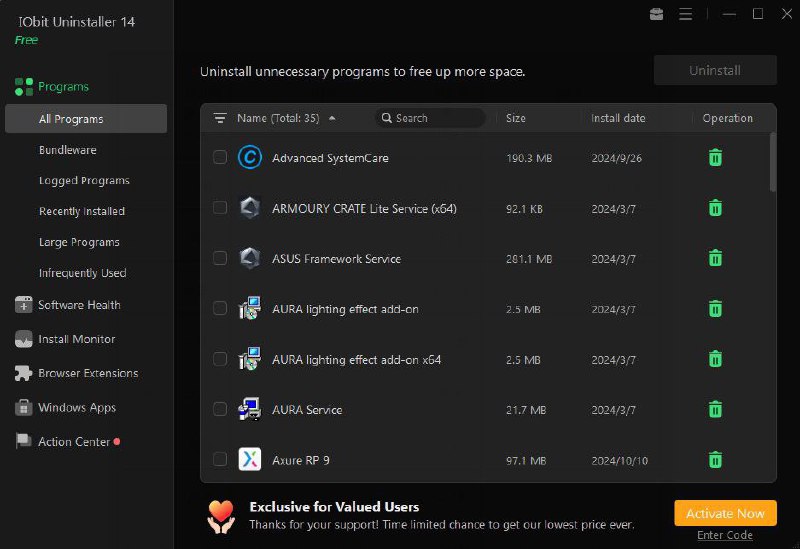 IObit Uninstaller 14
Free
Programs
All Programs
Bundleware
Logged Programs
Recently Installed
Large Programs
Infrequently Used
Software Health
Install Monitor
Browser Extensions
Windows Apps
Action Center
Uninstall unnecessary programs to free up more space.
Uninstall
Name (Total: 35) Search Size Install date Operation
Advanced SystemCare 190.3 MB 2024/9/26
ARMOURY CRATE Lite Service (x64) 92.1 KB 2024/3/7
ASUS Framework Service 281.1 MB 2024/3/7
AURA lighting effect add-on 2.5 MB 2024/3/7
AURA lighting effect add-on x64 2.5 MB 2024/3/7
AURA Service 21.7 MB 2024/3/7
Axure RP 9 97.1 MB 2024/10/10
Exclusive for Valued Users
Thanks for your support! Time limited chance to get our lowest price ever.
Activate Now
Enter Code